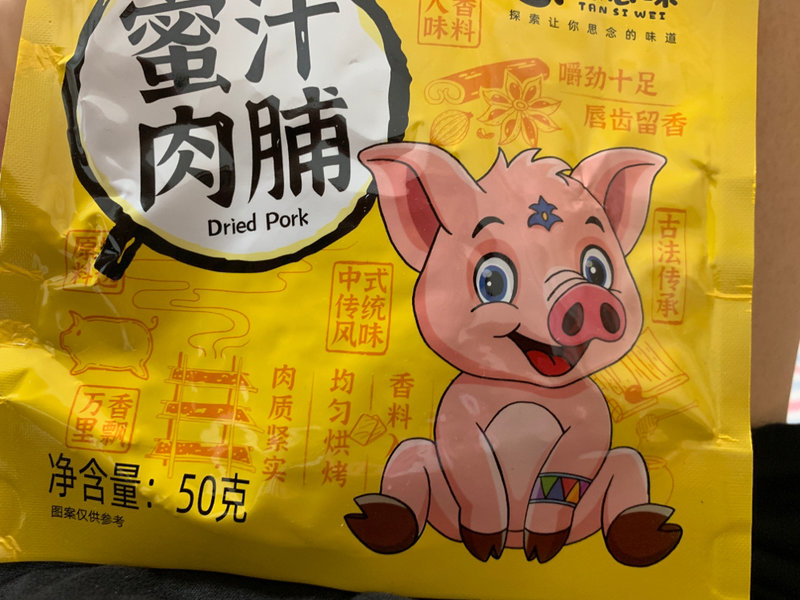 蜜汁
肉脯
Dried Pork
香
味料
TAN SI WEI
探索让你思念的味道
嚼劲十足
唇齿留香
古法传承
中式
传统
风味
万香
里飘
肉质紧实
均匀烘烤
香料
净含量：50克
图案仅供参考